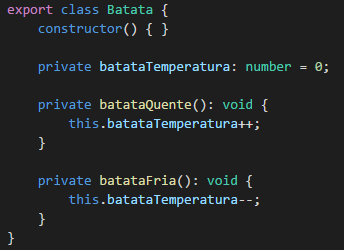 export class Batata {
    constructor() { }

    private batataTemperatura: number = 0;

    private batataQuente(): void {
        this.batataTemperatura++;
    }

    private batataFria(): void {
        this.batataTemperatura--;
    }
}